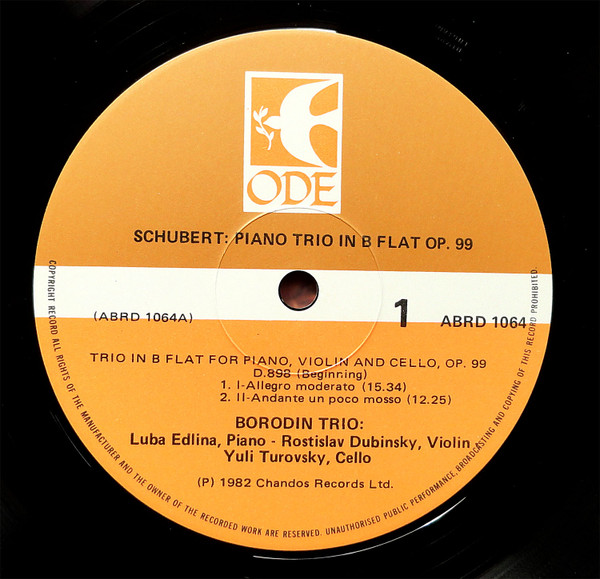 ODE
SCHUBERT: PIANO TRIO IN B FLAT OP. 99
(ABRD 1064A)
1
ABRD 1064
TRIO IN B FLAT FOR PIANO, VIOLIN AND CELLO, OP. 99
D.898 (Beginning)
1. I-Allegro moderato (15.34)
2. II-Andante un poco mosso (12.25)
BORODIN TRIO:
Luba Edlina, Piano - Rostislav Dubinsky, Violin
Yuli Turovsky, Cello
(P) 1982 Chandos Records Ltd.
COPYRIGHT RECORD ALL RIGHTS OF THE MANUFACTURER AND THE OWNER OF THE RECORDED WORK ARE RESERVED. UNAUTHORISED PUBLIC PERFORMANCE, BROADCASTING AND COPYING OF THIS RECORD PROHIBITED.